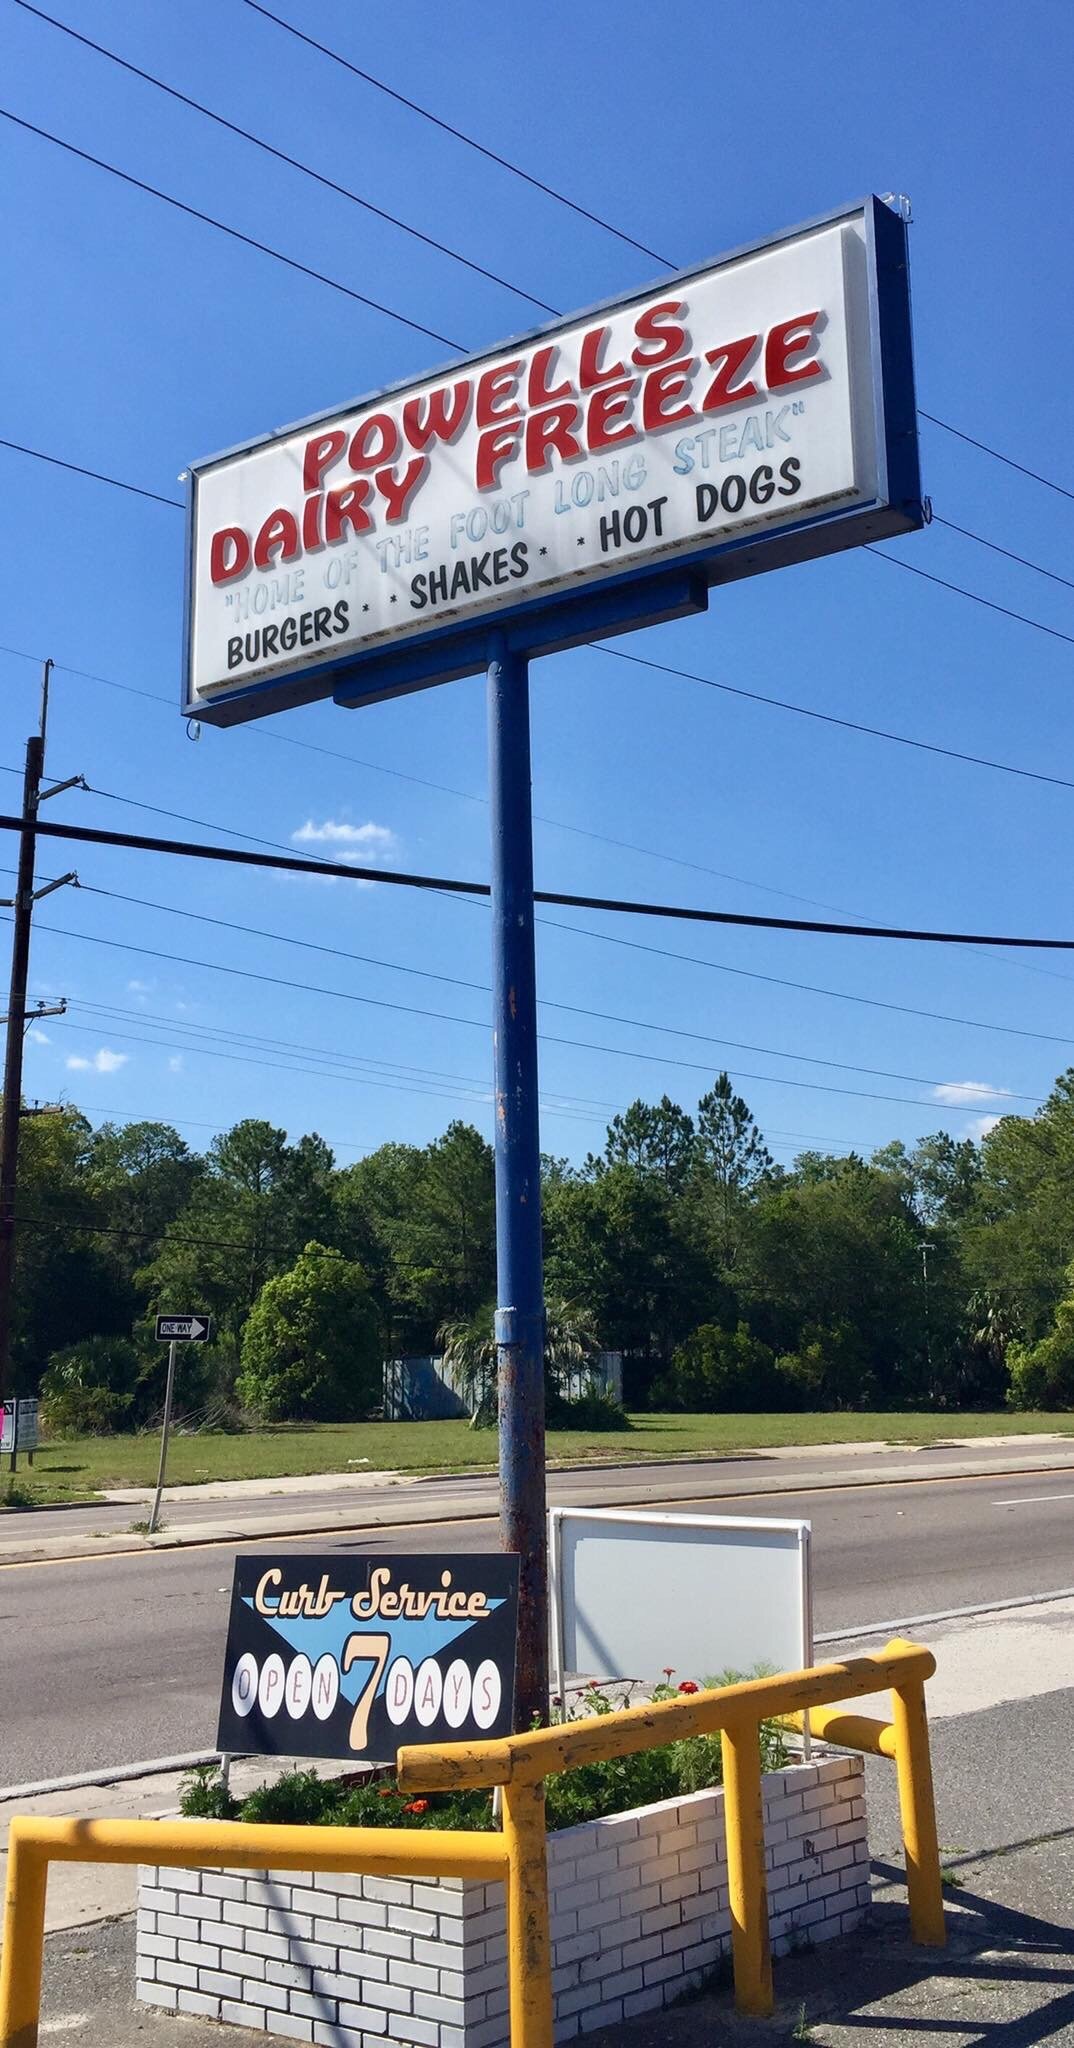 POWELLS
DAIRY FREEZE
"HOME OF THE FOOT LONG STEAK"
BURGERS * * SHAKES * * HOT DOGS
ONE WAY
Curb Service
OPEN 7 DAYS